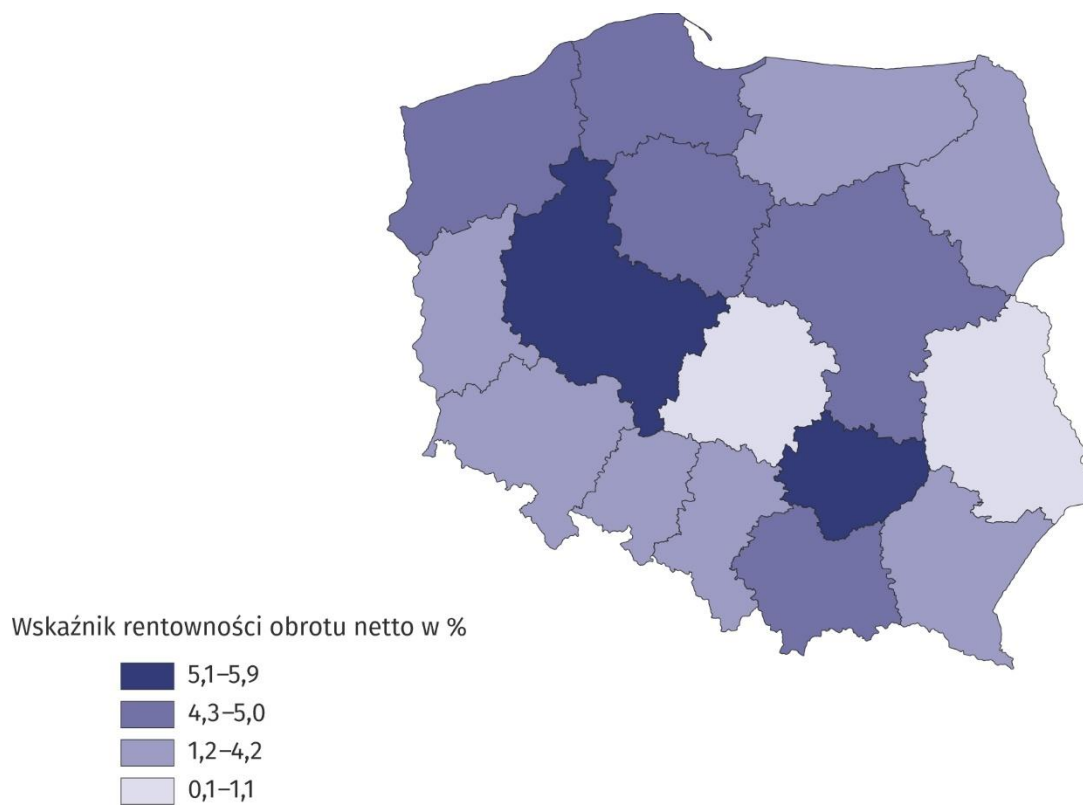 Wskaźnik rentowności obrotu netto w %
5,1–5,9
4,3–5,0
1,2–4,2
0,1–1,1